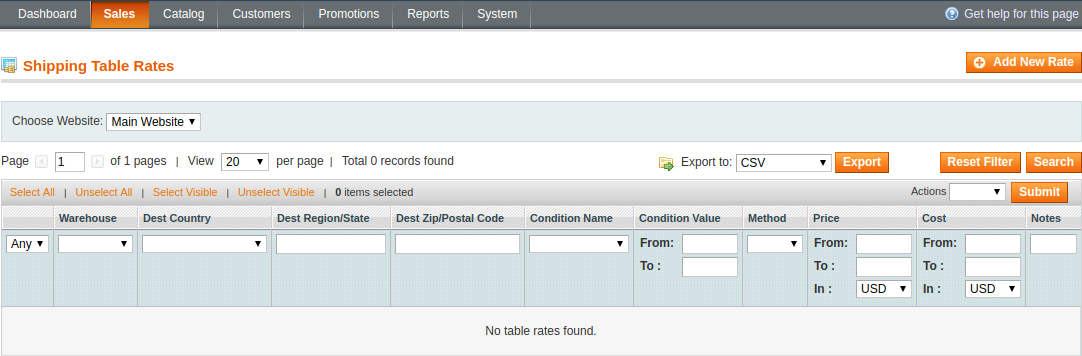 Dashboard Sales Catalog Customers Promotions Reports System Get help for this page
Shipping Table Rates Add New Rate
Choose Website: Main Website
Page 1 of 1 pages | View 20 per page | Total 0 records found Export to: CSV Export Reset Filter Search
Select All | Unselect All | Select Visible | Unselect Visible | 0 items selected Actions Submit
Warehouse Dest Country Dest Region/State Dest Zip/Postal Code Condition Name Condition Value Method Price Cost Notes
Any From: From: From:
To : To : To :
In : USD In : USD
No table rates found.